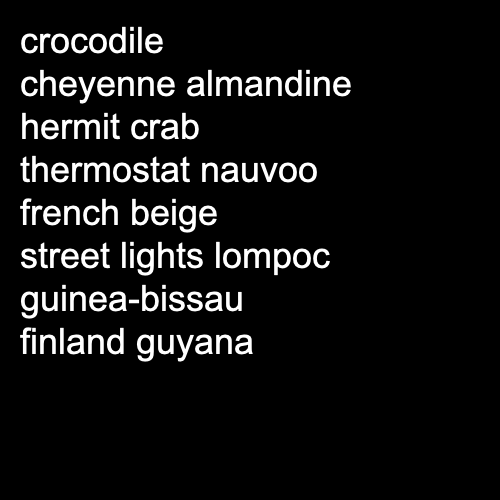 crocodile
cheyenne almandine
hermit crab
thermostat nauvoo
french beige
street lights lompoc
guinea-bissau
finland guyana